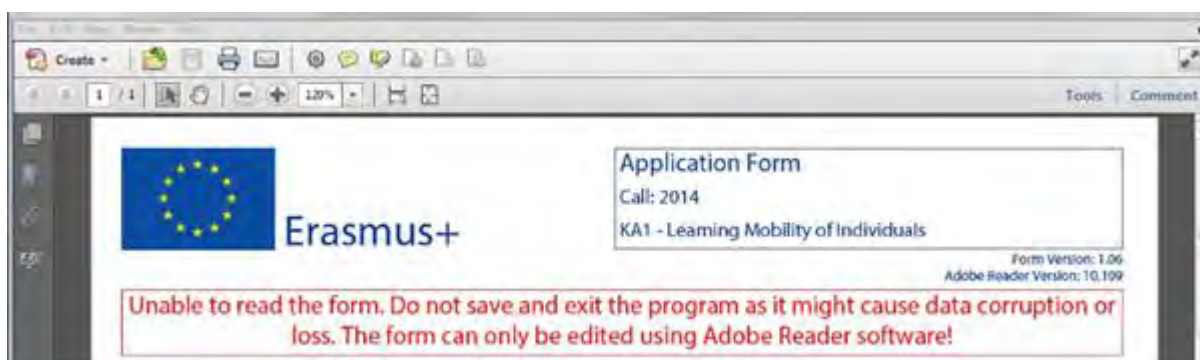 Create
1 / 1
120%
Tools
Comment
Application Form
Call: 2014
KA1 - Learning Mobility of Individuals
Erasmus+
Form Version: 1.06
Adobe Reader Version: 10.109
Unable to read the form. Do not save and exit the program as it might cause data corruption or
loss. The form can only be edited using Adobe Reader software!